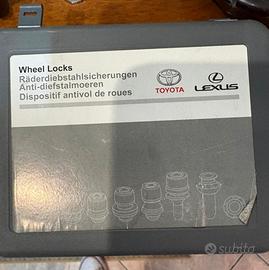 Wheel Locks
Räderdiebstahlsicherungen
Anti-diefstalmoeren
Dispositif antivol de roues
TOYOTA
LEXUS
subito